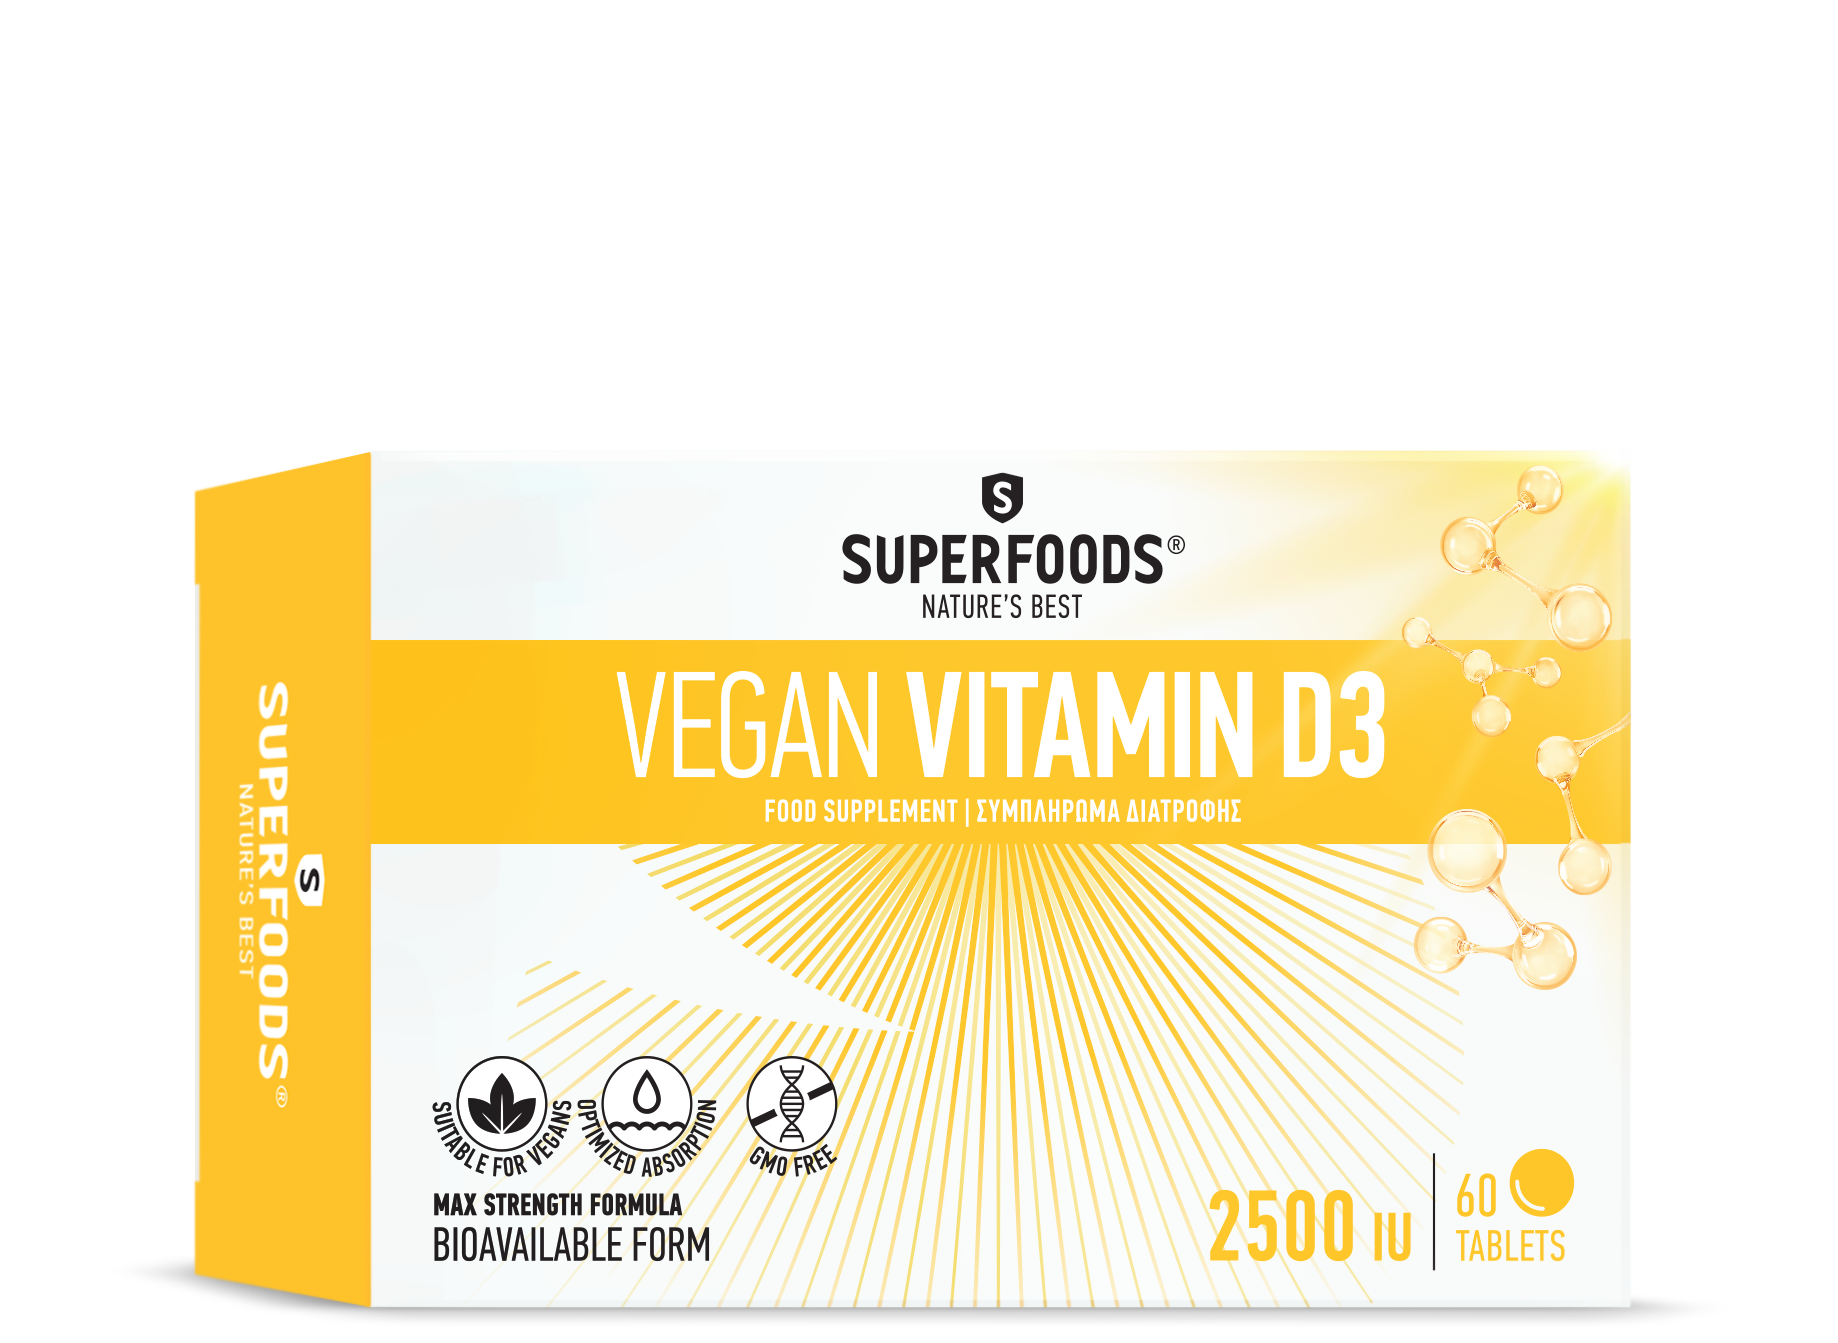 S
SUPERFOODS®
NATURE'S BEST
VEGAN VITAMIN D3
FOOD SUPPLEMENT | ΣΥΜΠΛΗΡΩΜΑ ΔΙΑΤΡΟΦΗΣ
SUITABLE FOR VEGANS
OPTIMIZED ABSORPTION
GMO FREE
MAX STRENGTH FORMULA
BIOAVAILABLE FORM
2500 IU
60
TABLETS
S
SUPERFOODS®
NATURE'S BEST